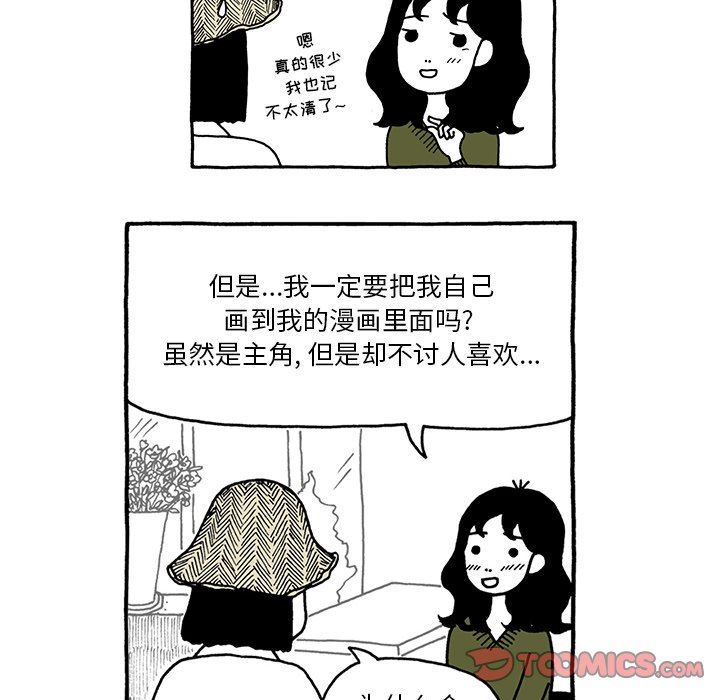 嗯
真的很少
我也记
不太清了~
但是...我一定要把我自己
画到我的漫画里面吗?
虽然是主角, 但是却不讨人喜欢...
TOOMICS.COM